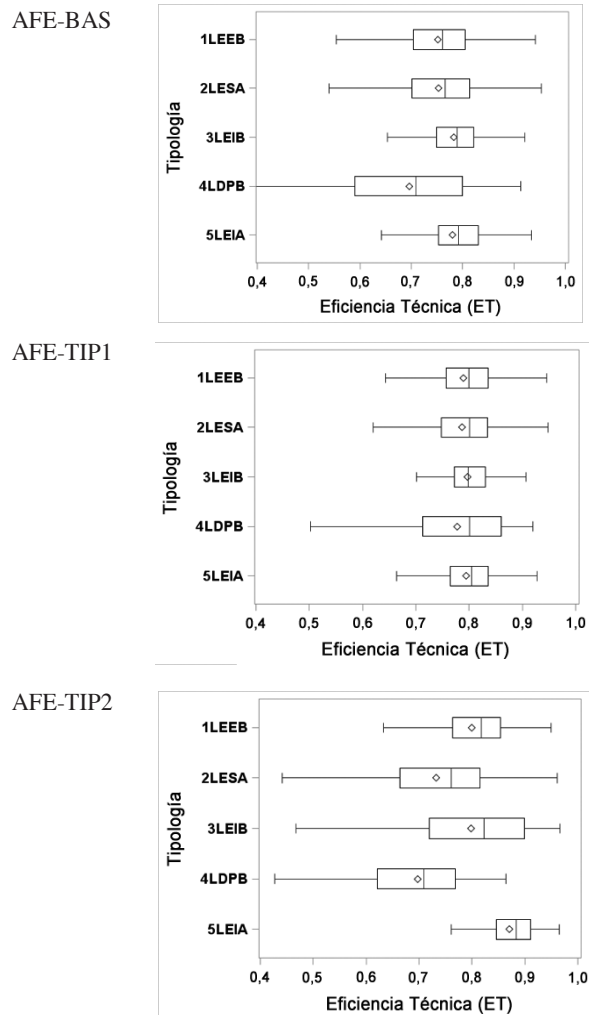 AFE-BAS
Tipología
1LEEB
2LESA
3LEIB
4LDPB
5LEIA
0,4 0,5 0,6 0,7 0,8 0,9 1,0
Eficiencia Técnica (ET)
AFE-TIP1
Tipología
1LEEB
2LESA
3LEIB
4LDPB
5LEIA
0,4 0,5 0,6 0,7 0,8 0,9 1,0
Eficiencia Técnica (ET)
AFE-TIP2
Tipología
1LEEB
2LESA
3LEIB
4LDPB
5LEIA
0,4 0,5 0,6 0,7 0,8 0,9 1,0
Eficiencia Técnica (ET)